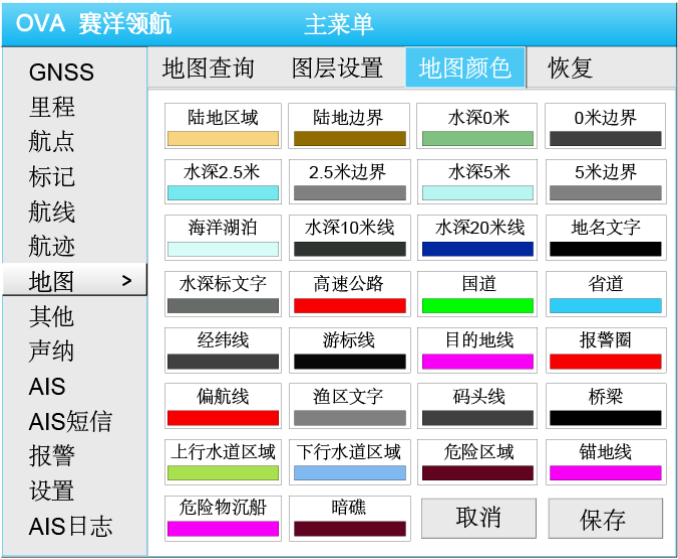 OVA 赛洋领航 主菜单
GNSS
里程
航点
标记
航线
航迹
地图 >
其他
声纳
AIS
AIS短信
报警
设置
AIS日志
地图查询 图层设置 地图颜色 恢复
陆地区域 陆地边界 水深0米 0米边界
水深2.5米 2.5米边界 水深5米 5米边界
海洋湖泊 水深10米线 水深20米线 地名文字
水深标文字 高速公路 国道 省道
经纬线 游标线 目的地线 报警圈
偏航线 渔区文字 码头线 桥梁
上行水道区域 下行水道区域 危险区域 锚地线
危险物沉船 暗礁 取消 保存